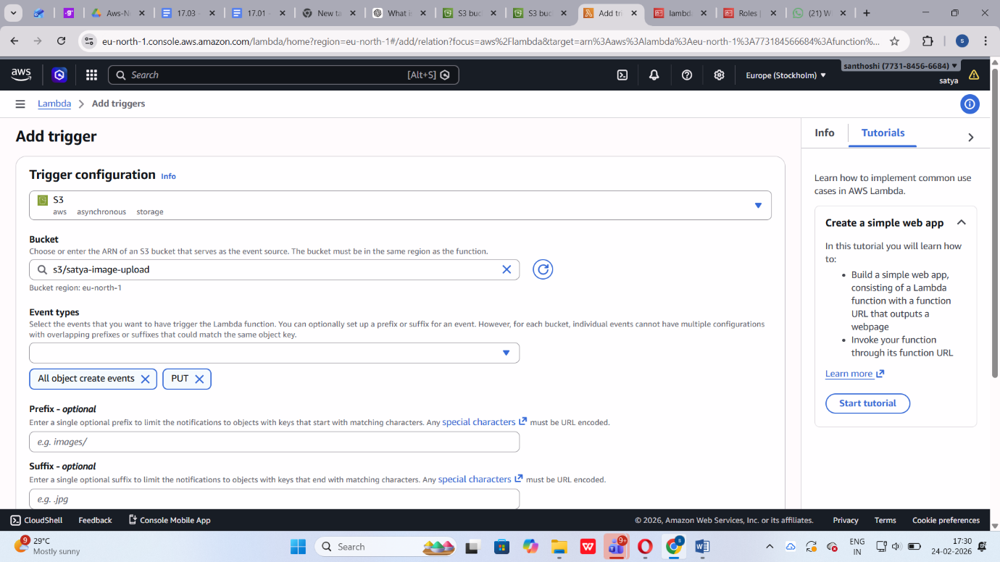 -9°
Aws-N
17.03 -
17.01 -
New ta
What i
S3 buc
S3 buc
Add tri
lambd
Roles |
(21) W
eu-north-1.console.aws.amazon.com/lambda/home?region=eu-north-1#/add/relation?focus=aws%2Flambda&target=arn%3Aaws%3Alambda%3Aeu-north-1%3A773184566684%3Afunction%...
S
aws
Search
[Alt+S]
Europe (Stockholm) ▼
santhoshi (7731-8456-6684) ▼
satya
Lambda > Add triggers
Add trigger
Trigger configuration Info
S3
aws asynchronous storage
Bucket
Choose or enter the ARN of an S3 bucket that serves as the event source. The bucket must be in the same region as the function.
s3/satya-image-upload
Bucket region: eu-north-1
Event types
Select the events that you want to have trigger the Lambda function. You can optionally set up a prefix or suffix for an event. However, for each bucket, individual events cannot have multiple configurations
with overlapping prefixes or suffixes that could match the same object key.
All object create events
PUT
Prefix - optional
Enter a single optional prefix to limit the notifications to objects with keys that start with matching characters. Any special characters must be URL encoded.
e.g. images/
Suffix - optional
Enter a single optional suffix to limit the notifications to objects with keys that end with matching characters. Any special characters must be URL encoded.
e.g. .jpg
Info
Tutorials
Learn how to implement common use
cases in AWS Lambda.
Create a simple web app
In this tutorial you will learn how
to:
• Build a simple web app,
consisting of a Lambda
function with a function
URL that outputs a
webpage
• Invoke your function
through its function URL
Learn more
Start tutorial
CloudShell
Feedback
Console Mobile App
© 2026, Amazon Web Services, Inc. or its affiliates.
Privacy
Terms
Cookie preferences
9
29°C
Mostly sunny
Search
9+
ENG
IN
17:30
24-02-2026